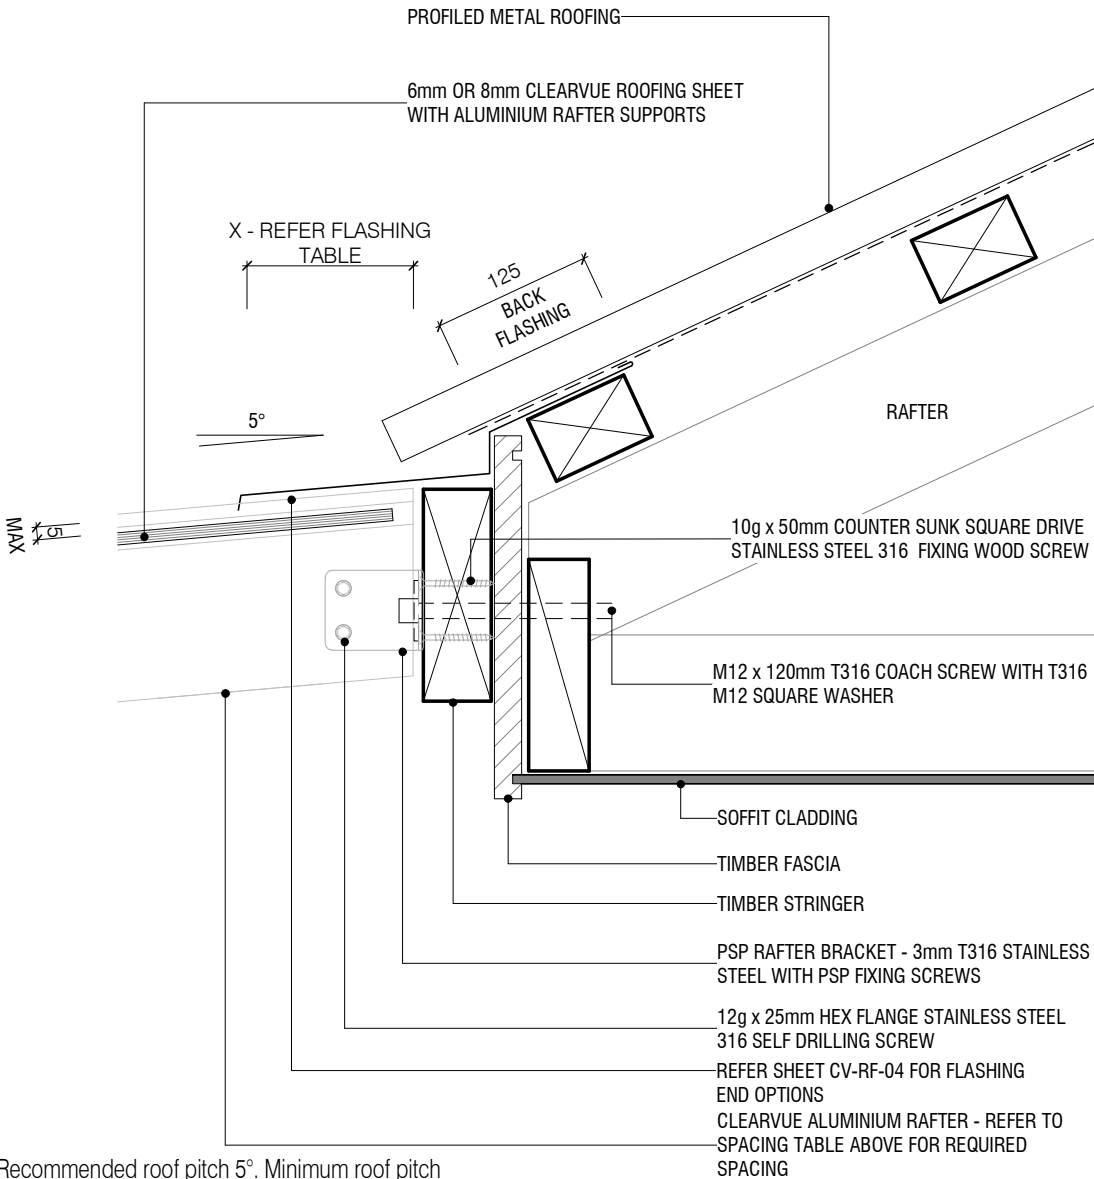 PROFILED METAL ROOFING
6mm OR 8mm CLEARVUE ROOFING SHEET
WITH ALUMINIUM RAFTER SUPPORTS
X - REFER FLASHING
TABLE
125
BACK
FLASHING
5°
RAFTER
MAX
5
10g x 50mm COUNTER SUNK SQUARE DRIVE
STAINLESS STEEL 316 FIXING WOOD SCREW
M12 x 120mm T316 COACH SCREW WITH T316
M12 SQUARE WASHER
SOFFIT CLADDING
TIMBER FASCIA
TIMBER STRINGER
PSP RAFTER BRACKET - 3mm T316 STAINLESS
STEEL WITH PSP FIXING SCREWS
12g x 25mm HEX FLANGE STAINLESS STEEL
316 SELF DRILLING SCREW
REFER SHEET CV-RF-04 FOR FLASHING
END OPTIONS
CLEARVUE ALUMINIUM RAFTER - REFER TO
SPACING TABLE ABOVE FOR REQUIRED
SPACING
Recommended roof pitch 5°. Minimum roof pitch